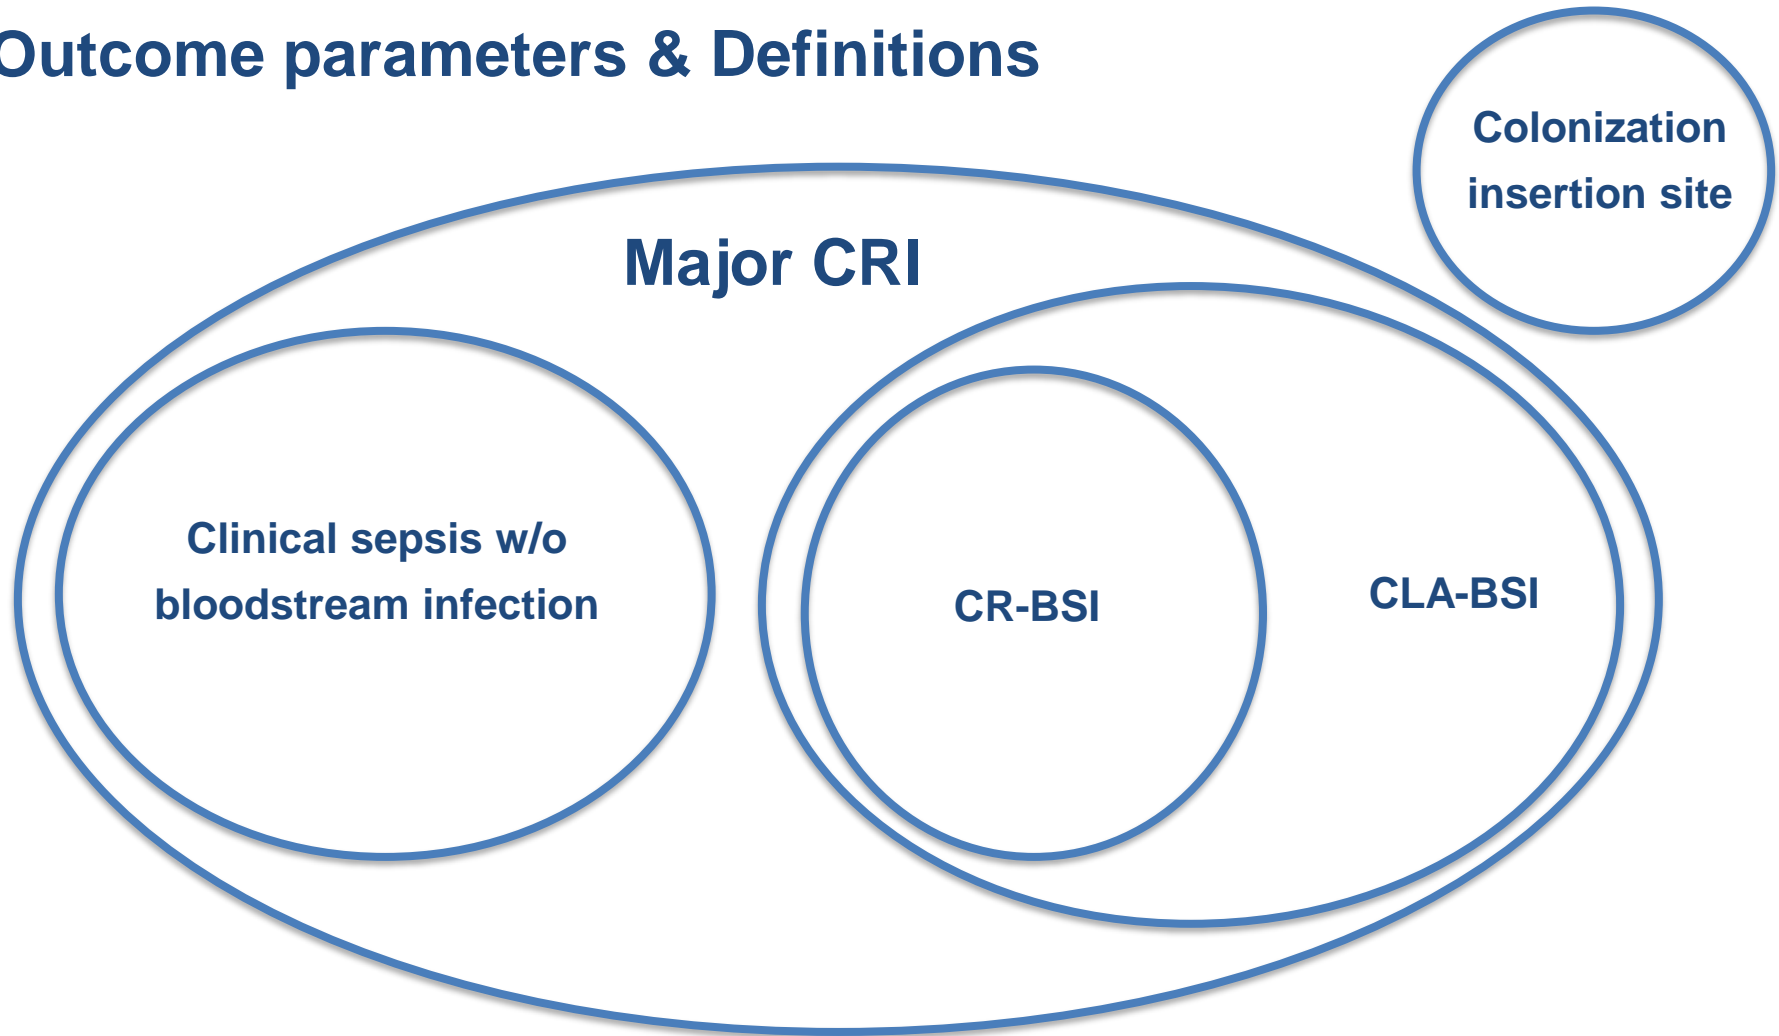 Outcome parameters & Definitions
Colonization
insertion site
Major CRI
Clinical sepsis w/o
bloodstream infection
CR-BSI
CLA-BSI